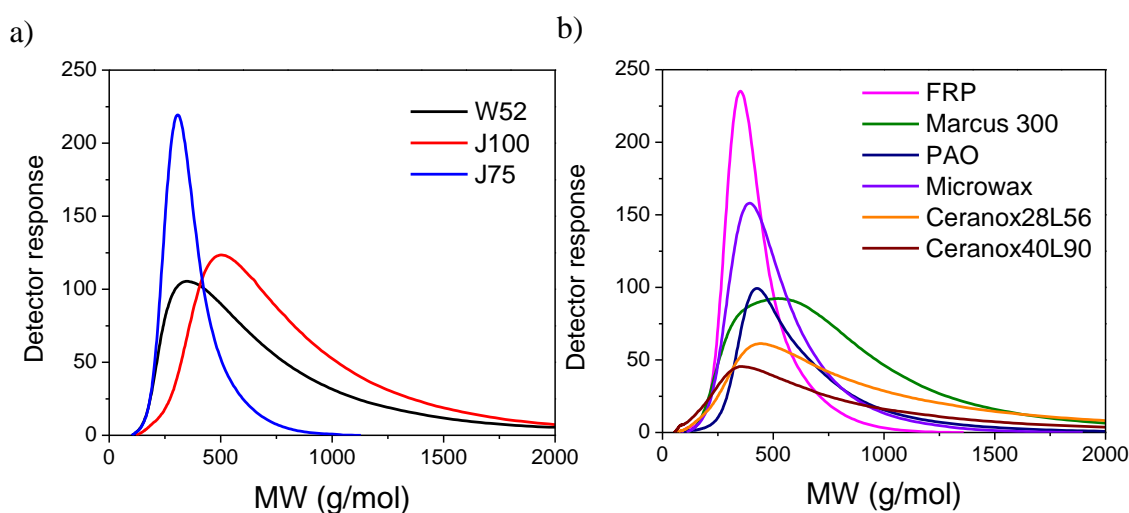 a)
250
200
150
100
50
0
Detector response
W52
J100
J75
0 500 1000 1500 2000
MW (g/mol)
b)
250
200
150
100
50
0
Detector response
FRP
Marcus 300
PAO
Microwax
Ceranox28L56
Ceranox40L90
0 500 1000 1500 2000
MW (g/mol)